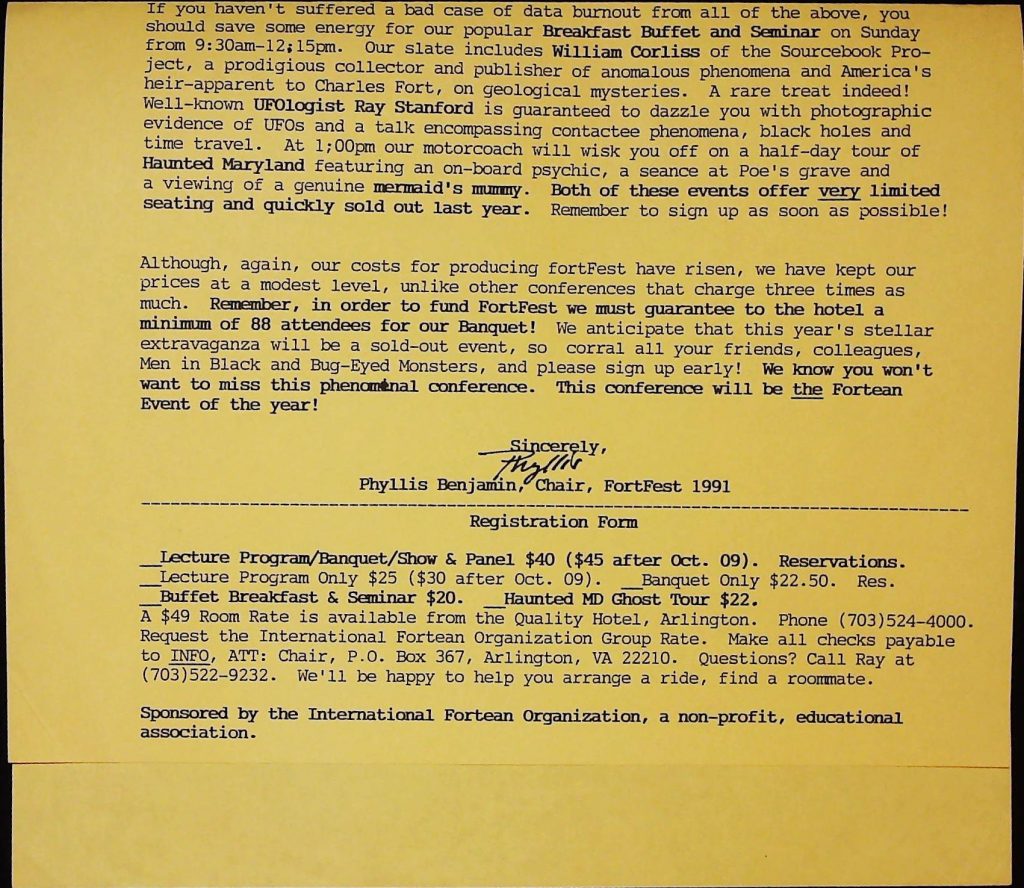 If you haven't suffered a bad case of data burnout from all of the above, you
should save some energy for our popular Breakfast Buffet and Seminar on Sunday
from 9:30am-12;15pm. Our slate includes William Corliss of the Sourcebook Pro-
ject, a prodigious collector and publisher of anomalous phenomena and America's
heir-apparent to Charles Fort, on geological mysteries. A rare treat indeed!
Well-known UFOlogist Ray Stanford is guaranteed to dazzle you with photographic
evidence of UFOs and a talk encompassing contactee phenomena, black holes and
time travel. At 1;00pm our motorcoach will wisk you off on a half-day tour of
Haunted Maryland featuring an on-board psychic, a seance at Poe's grave and
a viewing of a genuine mermaid's mummy. Both of these events offer very limited
seating and quickly sold out last year. Remember to sign up as soon as possible!
Although, again, our costs for producing fortFest have risen, we have kept our
prices at a modest level, unlike other conferences that charge three times as
much. Remember, in order to fund FortFest we must guarantee to the hotel a
minimum of 88 attendees for our Banquet! We anticipate that this year's stellar
extravaganza will be a sold-out event, so corral all your friends, colleagues,
Men in Black and Bug-Eyed Monsters, and please sign up early! We know you won't
want to miss this phenomenal conference. This conference will be the Fortean
Event of the year!
Sincerely,
Phyllis
Phyllis Benjamin, Chair, FortFest 1991
Registration Form
__Lecture Program/Banquet/Show & Panel $40 ($45 after Oct. 09). Reservations.
__Lecture Program Only $25 ($30 after Oct. 09). __Banquet Only $22.50. Res.
__Buffet Breakfast & Seminar $20. __Haunted MD Ghost Tour $22.
A $49 Room Rate is available from the Quality Hotel, Arlington. Phone (703)524-4000.
Request the International Fortean Organization Group Rate. Make all checks payable
to INFO, ATT: Chair, P.O. Box 367, Arlington, VA 22210. Questions? Call Ray at
(703)522-9232. We'll be happy to help you arrange a ride, find a roommate.
Sponsored by the International Fortean Organization, a non-profit, educational
association.